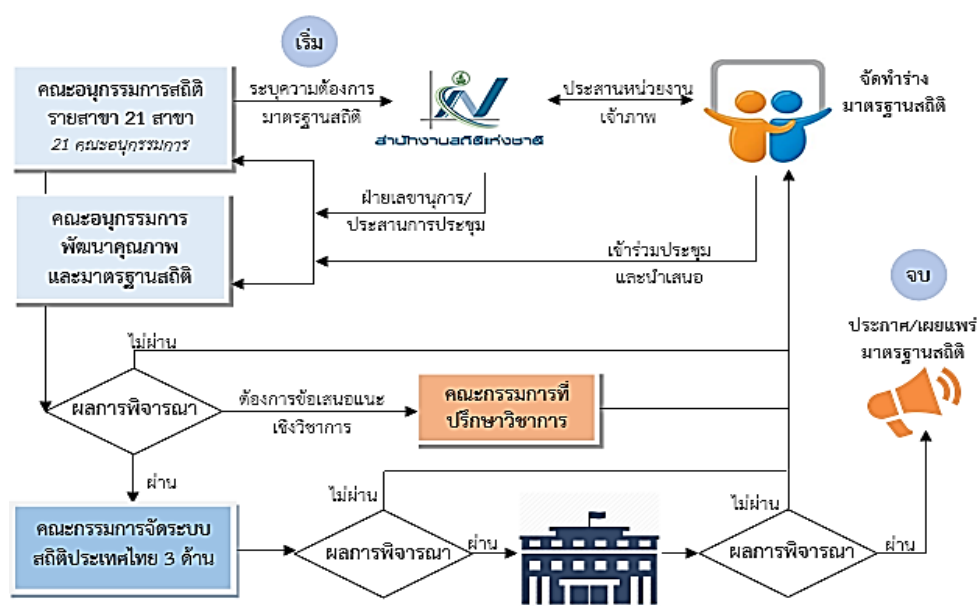 เริ่ม
คณะอนุกรรมการสถิติ
รายสาขา 21 สาขา
21 คณะอนุกรรมการ
ระบุความต้องการ
มาตรฐานสถิติ
สำนักงานสถิติแห่งชาติ
ประสานหน่วยงาน
เจ้าภาพ
จัดทำร่าง
มาตรฐานสถิติ
ฝ่ายเลขานุการ/
ประสานการประชุม
คณะอนุกรรมการ
พัฒนาคุณภาพ
และมาตรฐานสถิติ
เข้าร่วมประชุม
และนำเสนอ
จบ
ประกาศ/เผยแพร่
มาตรฐานสถิติ
ไม่ผ่าน
ผลการพิจารณา
ต้องการข้อเสนอแนะ
เชิงวิชาการ
คณะกรรมการที่
ปรึกษาวิชาการ
ผ่าน
คณะกรรมการจัดระบบ
สถิติประเทศไทย 3 ด้าน
ไม่ผ่าน
ผลการพิจารณา
ผ่าน
ไม่ผ่าน
ผลการพิจารณา
ผ่าน